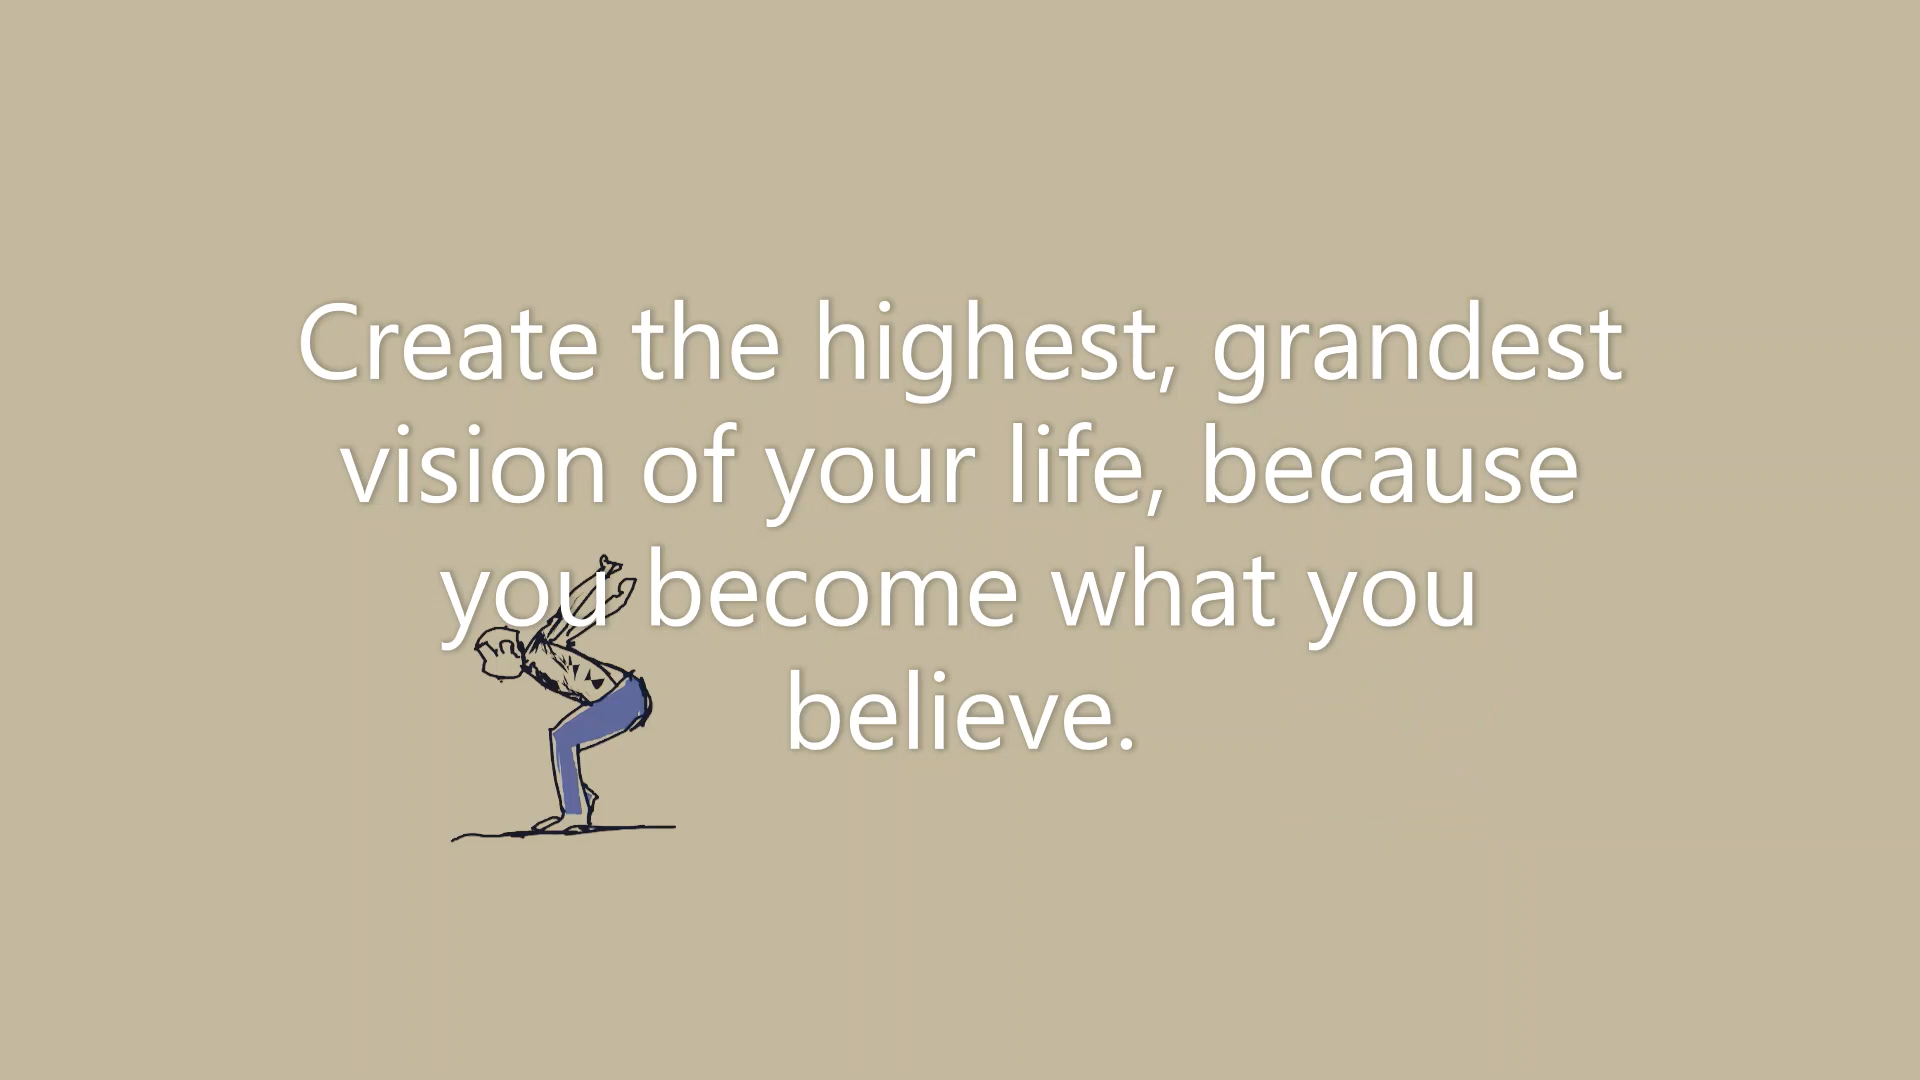 Create the highest, grandest
vision of your life, because
you become what you
believe.